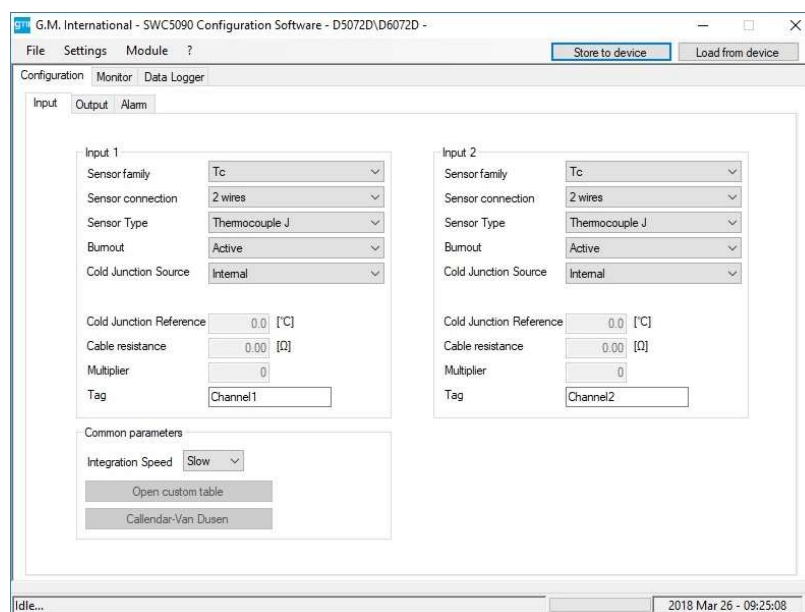 GTM G.M. International - SWC5090 Configuration Software - D5072D\D6072D -
File Settings Module ? Store to device Load from device
Configuration Monitor Data Logger
Input Output Alarm
Input 1
Sensor family Tc
Sensor connection 2 wires
Sensor Type Thermocouple J
Burnout Active
Cold Junction Source Internal
Cold Junction Reference 0.0 [°C]
Cable resistance 0.00 [Ω]
Multiplier 0
Tag Channel1
Input 2
Sensor family Tc
Sensor connection 2 wires
Sensor Type Thermocouple J
Burnout Active
Cold Junction Source Internal
Cold Junction Reference 0.0 [°C]
Cable resistance 0.00 [Ω]
Multiplier 0
Tag Channel2
Common parameters
Integration Speed Slow
Open custom table
Callendar-Van Dusen
Idle... 2018 Mar 26 - 09:25:08